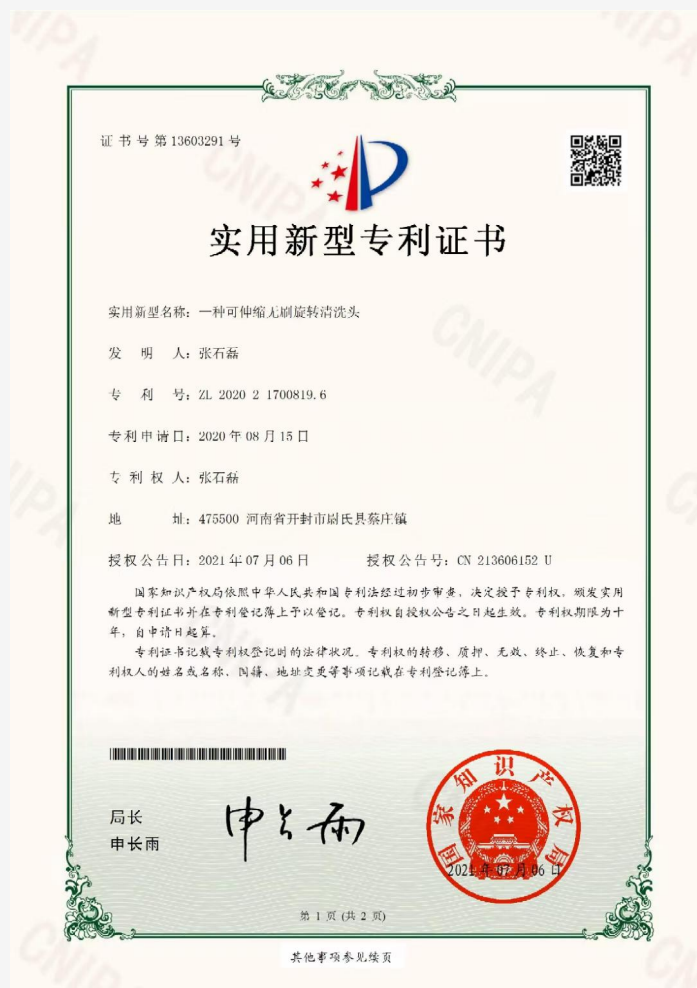 证书号第13603291号
实用新型专利证书
实用新型名称：一种可伸缩无刷旋转清洗头
发明人：张石磊
专利号：ZL 2020 2 1700819.6
专利申请日：2020年08月15日
专利权人：张石磊
地址：475500 河南省开封市尉氏县蔡庄镇
授权公告日：2021年07月06日 授权公告号：CN 213606152 U
国家知识产权局依照中华人民共和国专利法经过初步审查，决定授予专利权，颁发实用
新型专利证书并在专利登记簿上予以登记。专利权自授权公告之日起生效。专利权期限为十
年，自申请日起算。
专利证书记载专利权登记时的法律状况。专利权的转移、质押、无效、终止、恢复和专
利权人的姓名或名称、国籍、地址变更等事项记载在专利登记簿上。
局长
申长雨
申长雨
国家知识产权局
2021年07月06日
第 1 页 (共 2 页)
其他事项参见续页
CNIPA